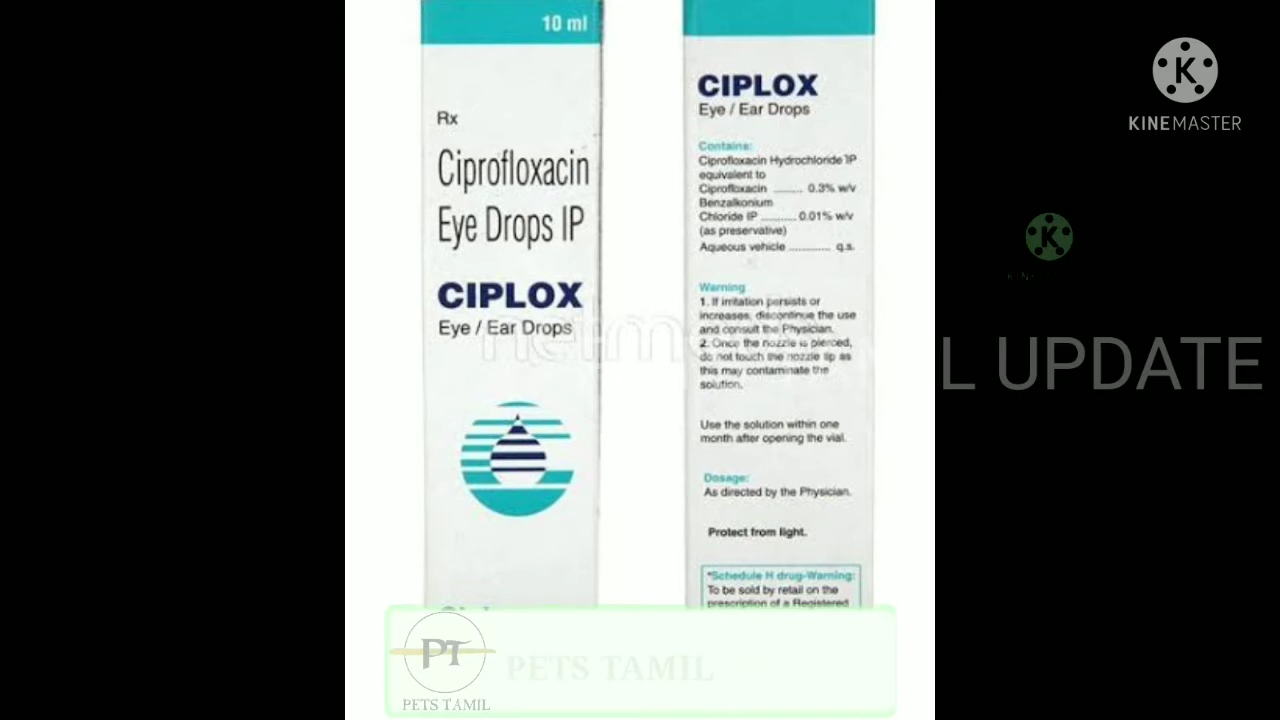 10 ml
Rx
Ciprofloxacin
Eye Drops IP
CIPLOX
Eye / Ear Drops
CIPLOX
Eye / Ear Drops
Contains:
Ciprofloxacin Hydrochloride IP
equivalent to
Ciprofloxacin ........ 0.3% w/v
Benzalkonium
Chloride IP .......... 0.01% w/v
(as preservative)
Aqueous vehicle ............ q.s.
Warning
1. If irritation persists or
increases, discontinue the use
and consult the Physician.
2. Once the nozzle is pierced,
do not touch the nozzle tip as
this may contaminate the
solution.
Use the solution within one
month after opening the vial.
Dosage:
As directed by the Physician.
Protect from light.
*Schedule H drug-Warning:
To be sold by retail on the
prescription of a Registered
K
KINEMASTER
K
L UPDATE
PT
PETS TAMIL
PETS TAMIL